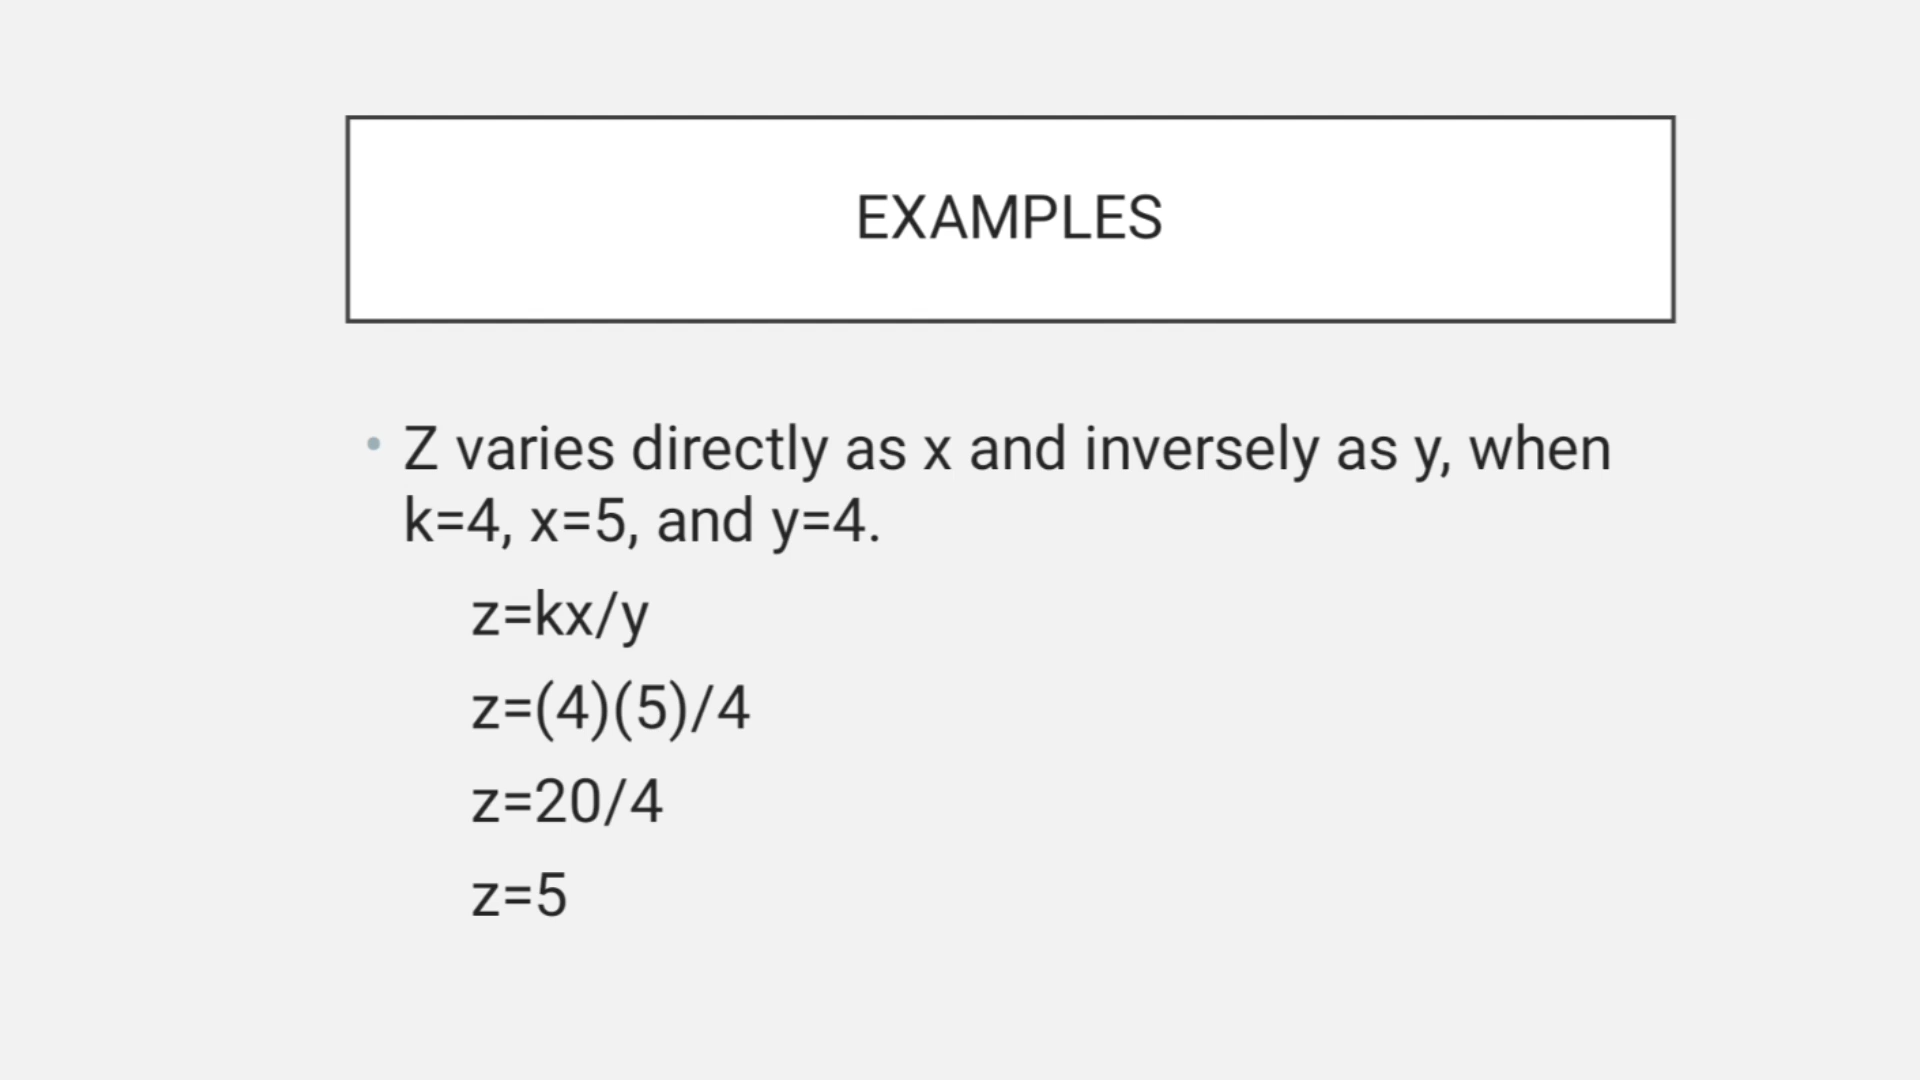 EXAMPLES
• Z varies directly as x and inversely as y, when
k=4, x=5, and y=4.
z=kx/y
z=(4)(5)/4
z=20/4
z=5